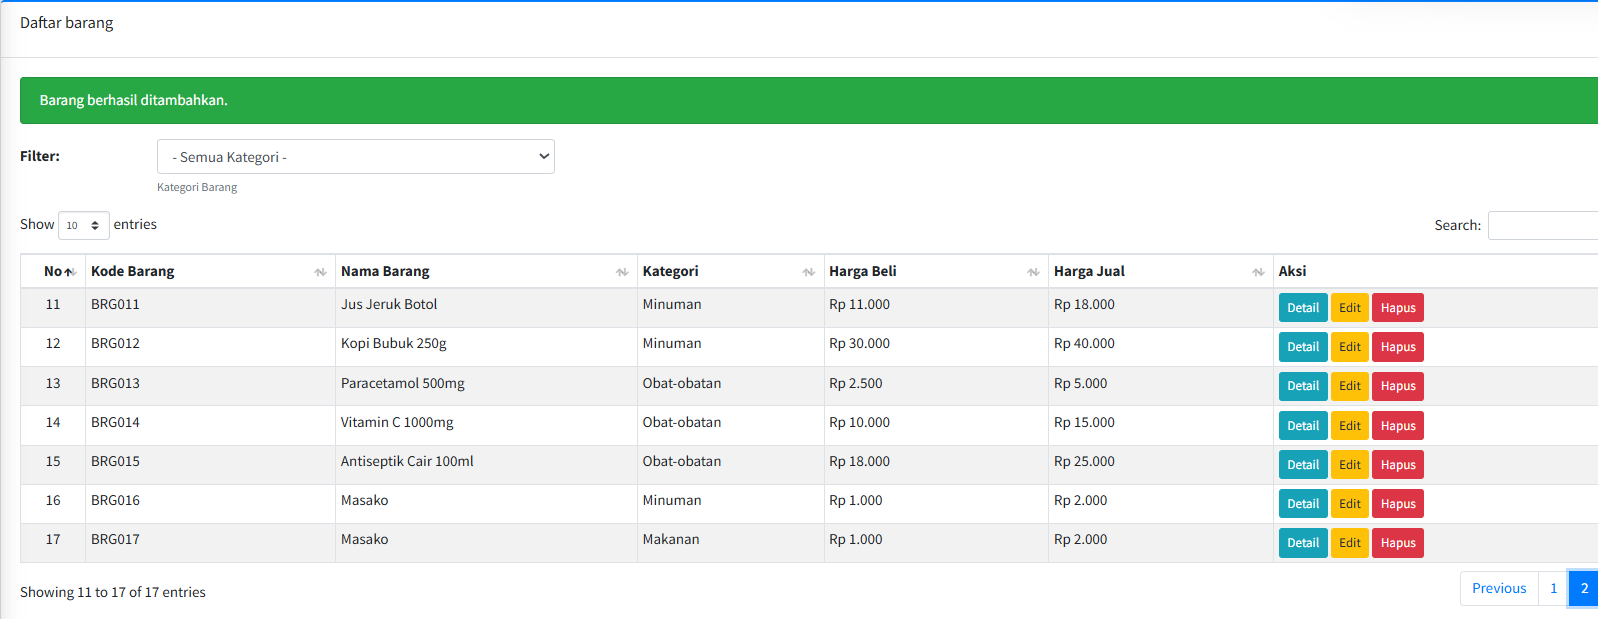 Daftar barang
Barang berhasil ditambahkan.
Filter: - Semua Kategori -
Kategori Barang
Show 10 entries Search:
No Kode Barang Nama Barang Kategori Harga Beli Harga Jual Aksi
11 BRG011 Jus Jeruk Botol Minuman Rp 11.000 Rp 18.000 Detail Edit Hapus
12 BRG012 Kopi Bubuk 250g Minuman Rp 30.000 Rp 40.000 Detail Edit Hapus
13 BRG013 Paracetamol 500mg Obat-obatan Rp 2.500 Rp 5.000 Detail Edit Hapus
14 BRG014 Vitamin C 1000mg Obat-obatan Rp 10.000 Rp 15.000 Detail Edit Hapus
15 BRG015 Antiseptik Cair 100ml Obat-obatan Rp 18.000 Rp 25.000 Detail Edit Hapus
16 BRG016 Masako Minuman Rp 1.000 Rp 2.000 Detail Edit Hapus
17 BRG017 Masako Makanan Rp 1.000 Rp 2.000 Detail Edit Hapus
Showing 11 to 17 of 17 entries Previous 1 2